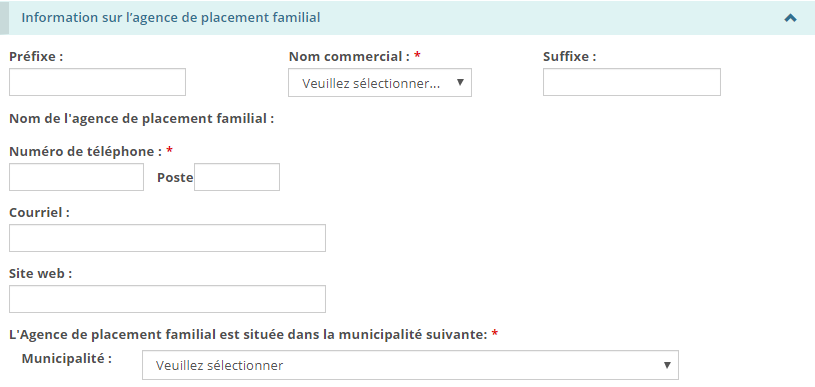 Information sur l’agence de placement familial
Préfixe : Nom commercial : * Suffixe :
Veuillez sélectionner...
Nom de l'agence de placement familial :
Numéro de téléphone : *
Poste
Courriel :
Site web :
L'Agence de placement familial est située dans la municipalité suivante: *
Municipalité : Veuillez sélectionner